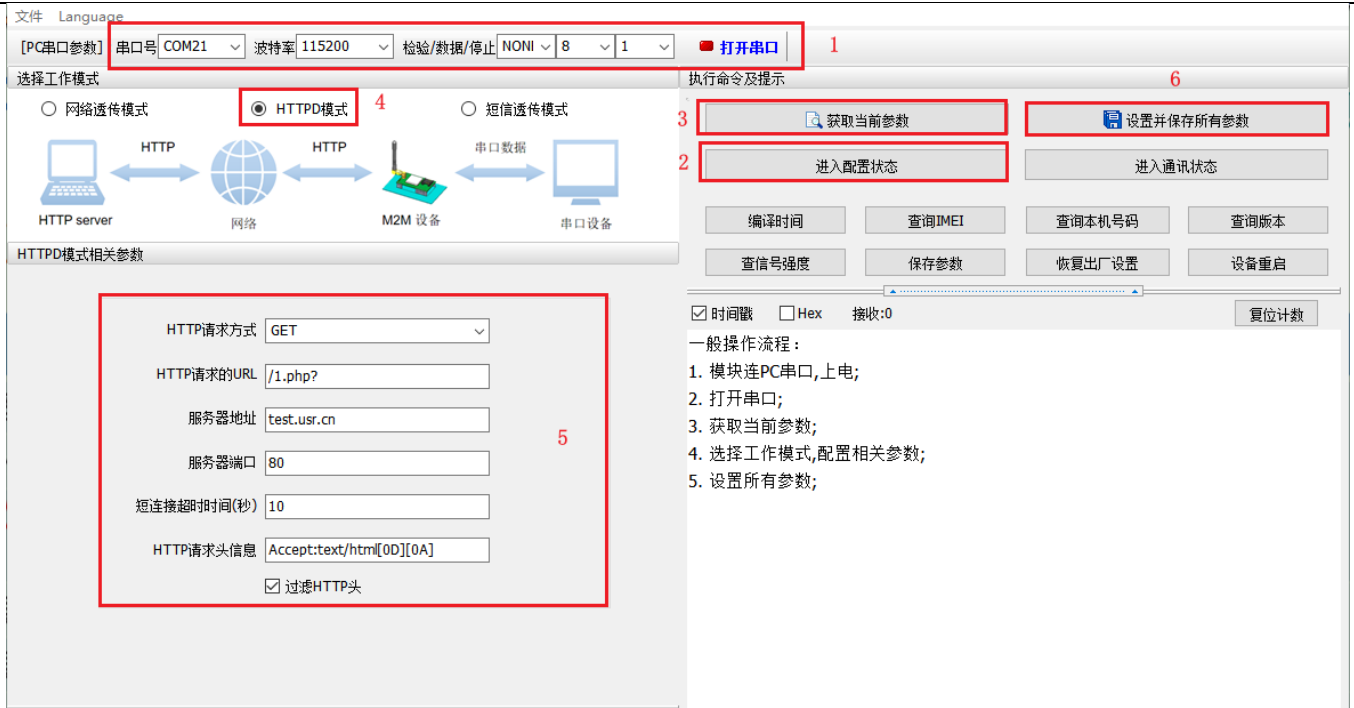 文件 Language
[PC串口参数] 串口号 COM21 波特率 115200 检验/数据/停止 NONI 8 1 打开串口 1
选择工作模式
网络透传模式 HTTPD模式 4 短信透传模式
HTTP HTTP 串口数据
HTTP server 网络 M2M 设备 串口设备
HTTPD模式相关参数
HTTP请求方式 GET
HTTP请求的URL /1.php?
服务器地址 test.usr.cn
5
服务器端口 80
短连接超时时间(秒) 10
HTTP请求头信息 Accept:text/html[0D][0A]
过滤HTTP头
执行命令及提示 6
3 获取当前参数 设置并保存所有参数
2 进入配置状态 进入通讯状态
编译时间 查询IMEI 查询本机号码 查询版本
查信号强度 保存参数 恢复出厂设置 设备重启
时间戳 Hex 接收:0 复位计数
一般操作流程：
1. 模块连PC串口,上电;
2. 打开串口;
3. 获取当前参数;
4. 选择工作模式,配置相关参数;
5. 设置所有参数;